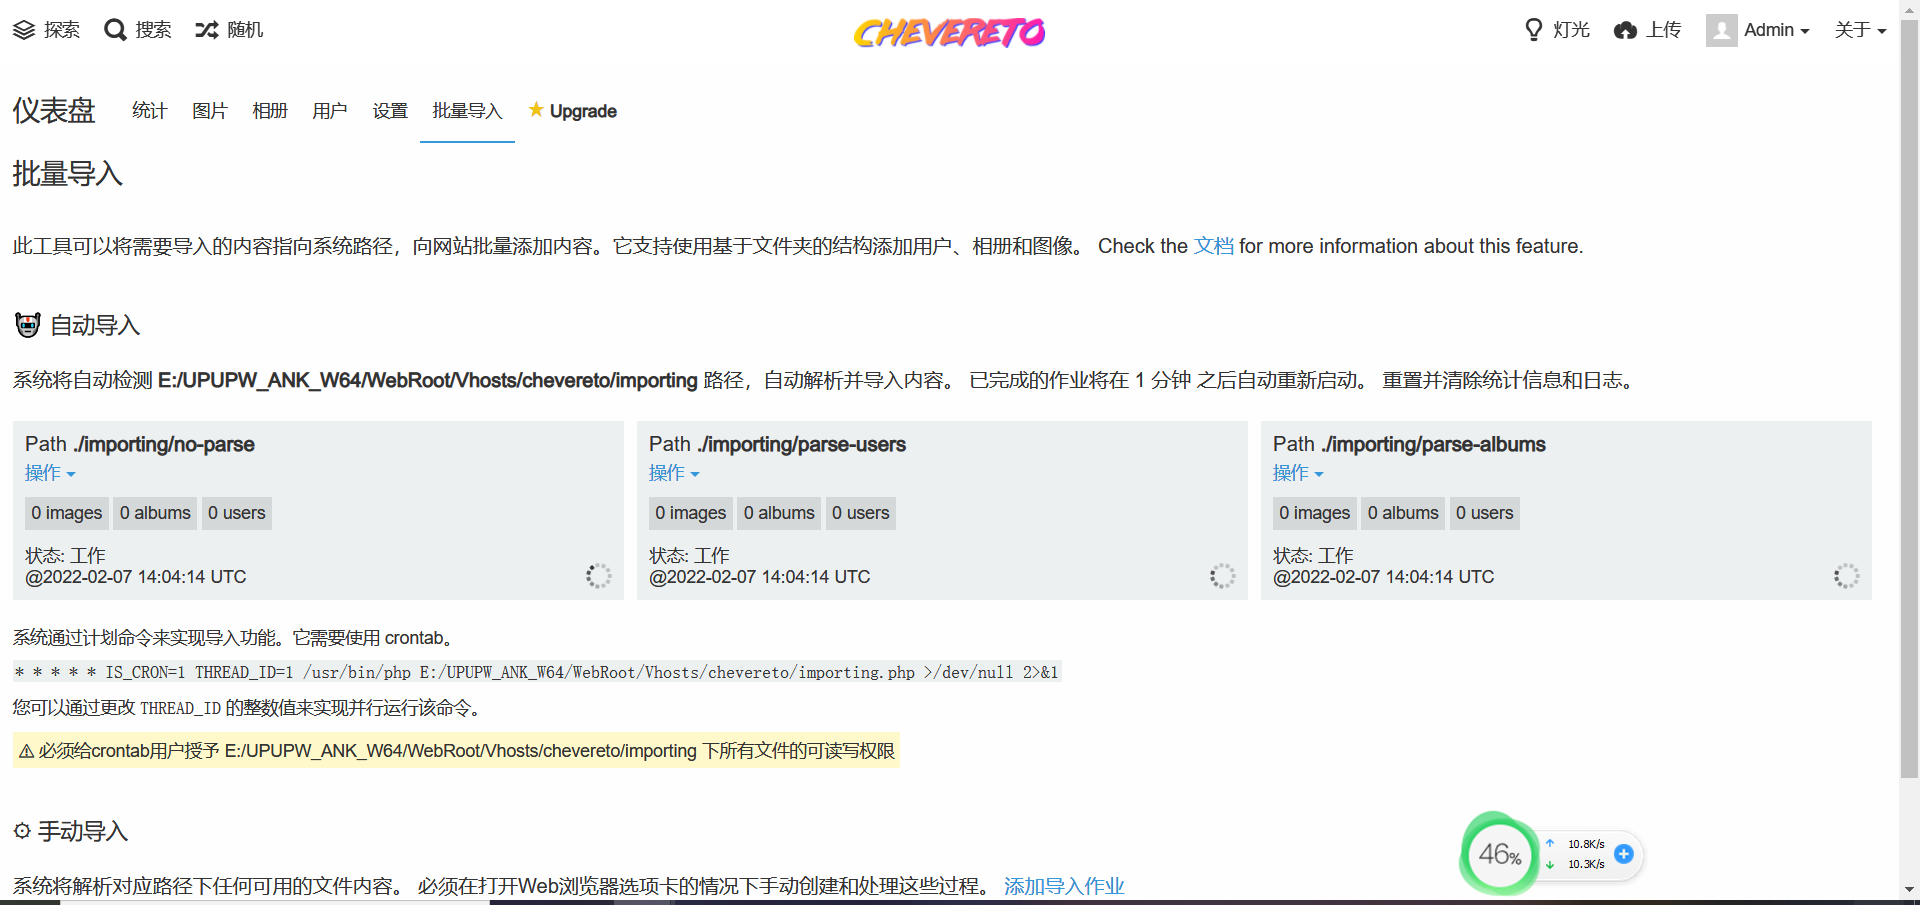 探索 搜索 随机 CHEVERETO 灯光 上传 Admin 关于
仪表盘 统计 图片 相册 用户 设置 批量导入 Upgrade
批量导入
此工具可以将需要导入的内容指向系统路径，向网站批量添加内容。它支持使用基于文件夹的结构添加用户、相册和图像。 Check the 文档 for more information about this feature.
自动导入
系统将自动检测 E:/UPUPW_ANK_W64/WebRoot/Vhosts/chevereto/importing 路径，自动解析并导入内容。 已完成的作业将在 1 分钟 之后自动重新启动。 重置并清除统计信息和日志。
Path ./importing/no-parse
操作
0 images 0 albums 0 users
状态: 工作
@2022-02-07 14:04:14 UTC
Path ./importing/parse-users
操作
0 images 0 albums 0 users
状态: 工作
@2022-02-07 14:04:14 UTC
Path ./importing/parse-albums
操作
0 images 0 albums 0 users
状态: 工作
@2022-02-07 14:04:14 UTC
系统通过计划命令来实现导入功能。它需要使用 crontab。
* * * * * IS_CRON=1 THREAD_ID=1 /usr/bin/php E:/UPUPW_ANK_W64/WebRoot/Vhosts/chevereto/importing.php >/dev/null 2>&1
您可以通过更改 THREAD_ID 的整数值来实现并行运行该命令。
⚠ 必须给crontab用户授予 E:/UPUPW_ANK_W64/WebRoot/Vhosts/chevereto/importing 下所有文件的可读写权限
手动导入
系统将解析对应路径下任何可用的文件内容。 必须在打开Web浏览器选项卡的情况下手动创建和处理这些过程。 添加导入作业
46%
10.8K/s
10.3K/s